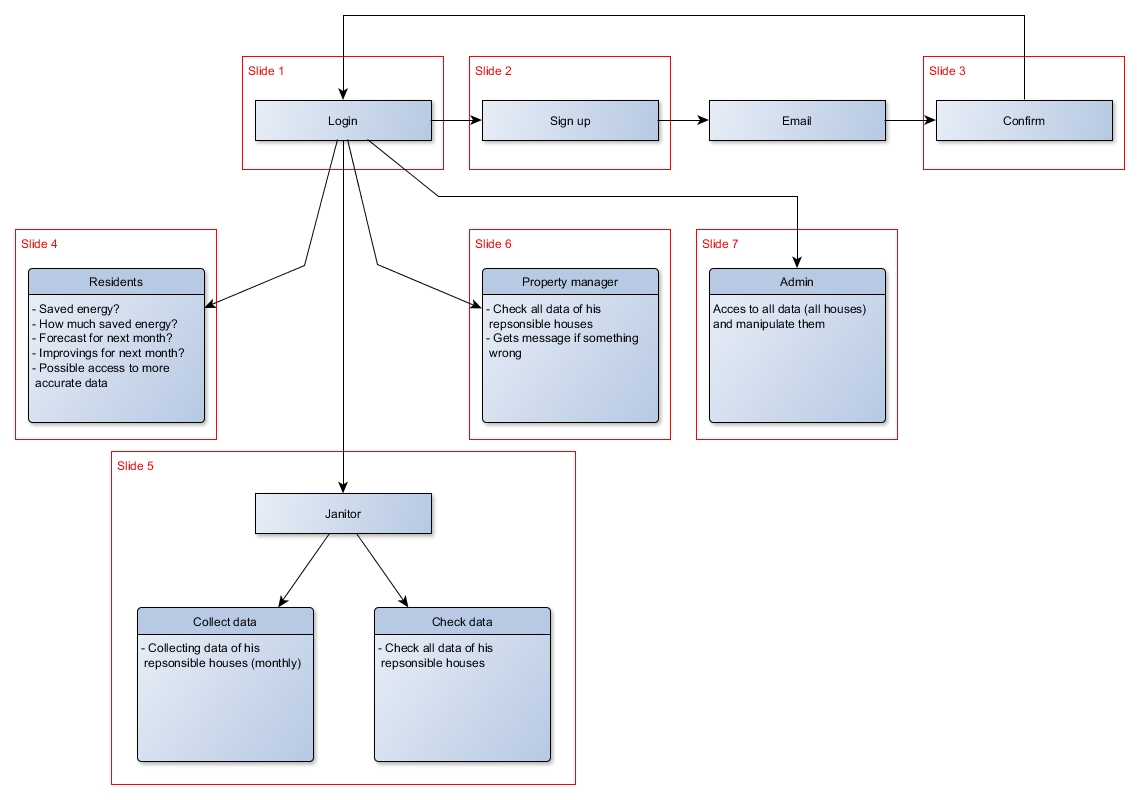 Slide 1
Login
Slide 2
Sign up
Email
Slide 3
Confirm
Slide 4
Residents
- Saved energy?
- How much saved energy?
- Forecast for next month?
- Improvings for next month?
- Possible access to more
accurate data
Slide 6
Property manager
- Check all data of his
repsonsible houses
- Gets message if something
wrong
Slide 7
Admin
Acces to all data (all houses)
and manipulate them
Slide 5
Janitor
Collect data
- Collecting data of his
repsonsible houses (monthly)
Check data
- Check all data of his
repsonsible houses